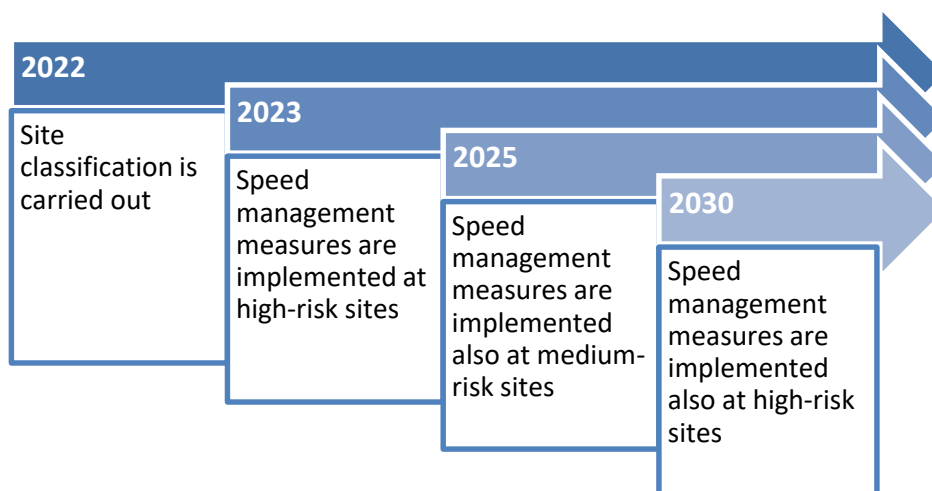 2022
Site
classification is
carried out
2023
Speed
management
measures are
implemented at
high-risk sites
2025
Speed
management
measures are
implemented
also at medium-
risk sites
2030
Speed
management
measures are
implemented
also at high-risk
sites